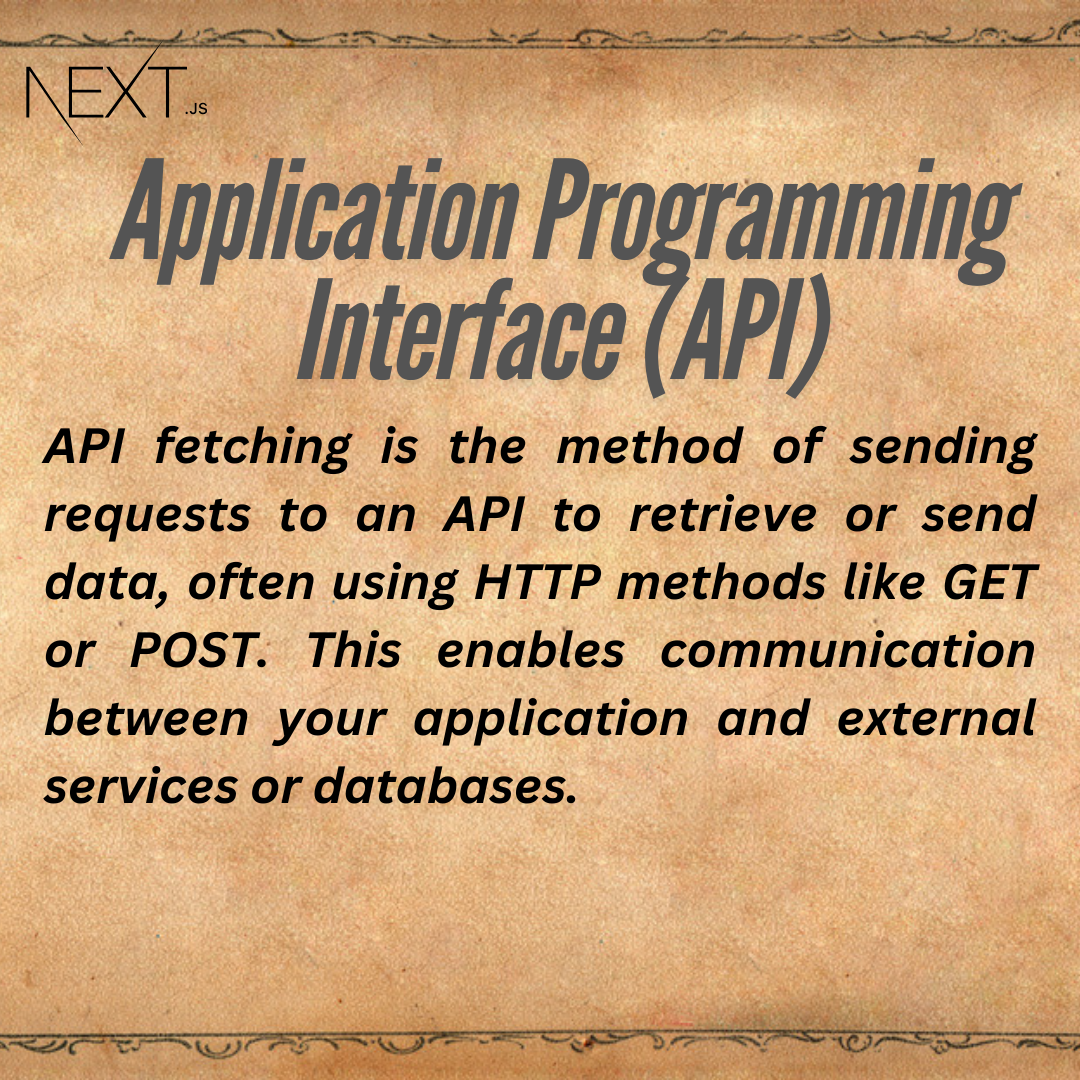 NEXT.JS
Application Programming
Interface (API)
API fetching is the method of sending
requests to an API to retrieve or send
data, often using HTTP methods like GET
or POST. This enables communication
between your application and external
services or databases.